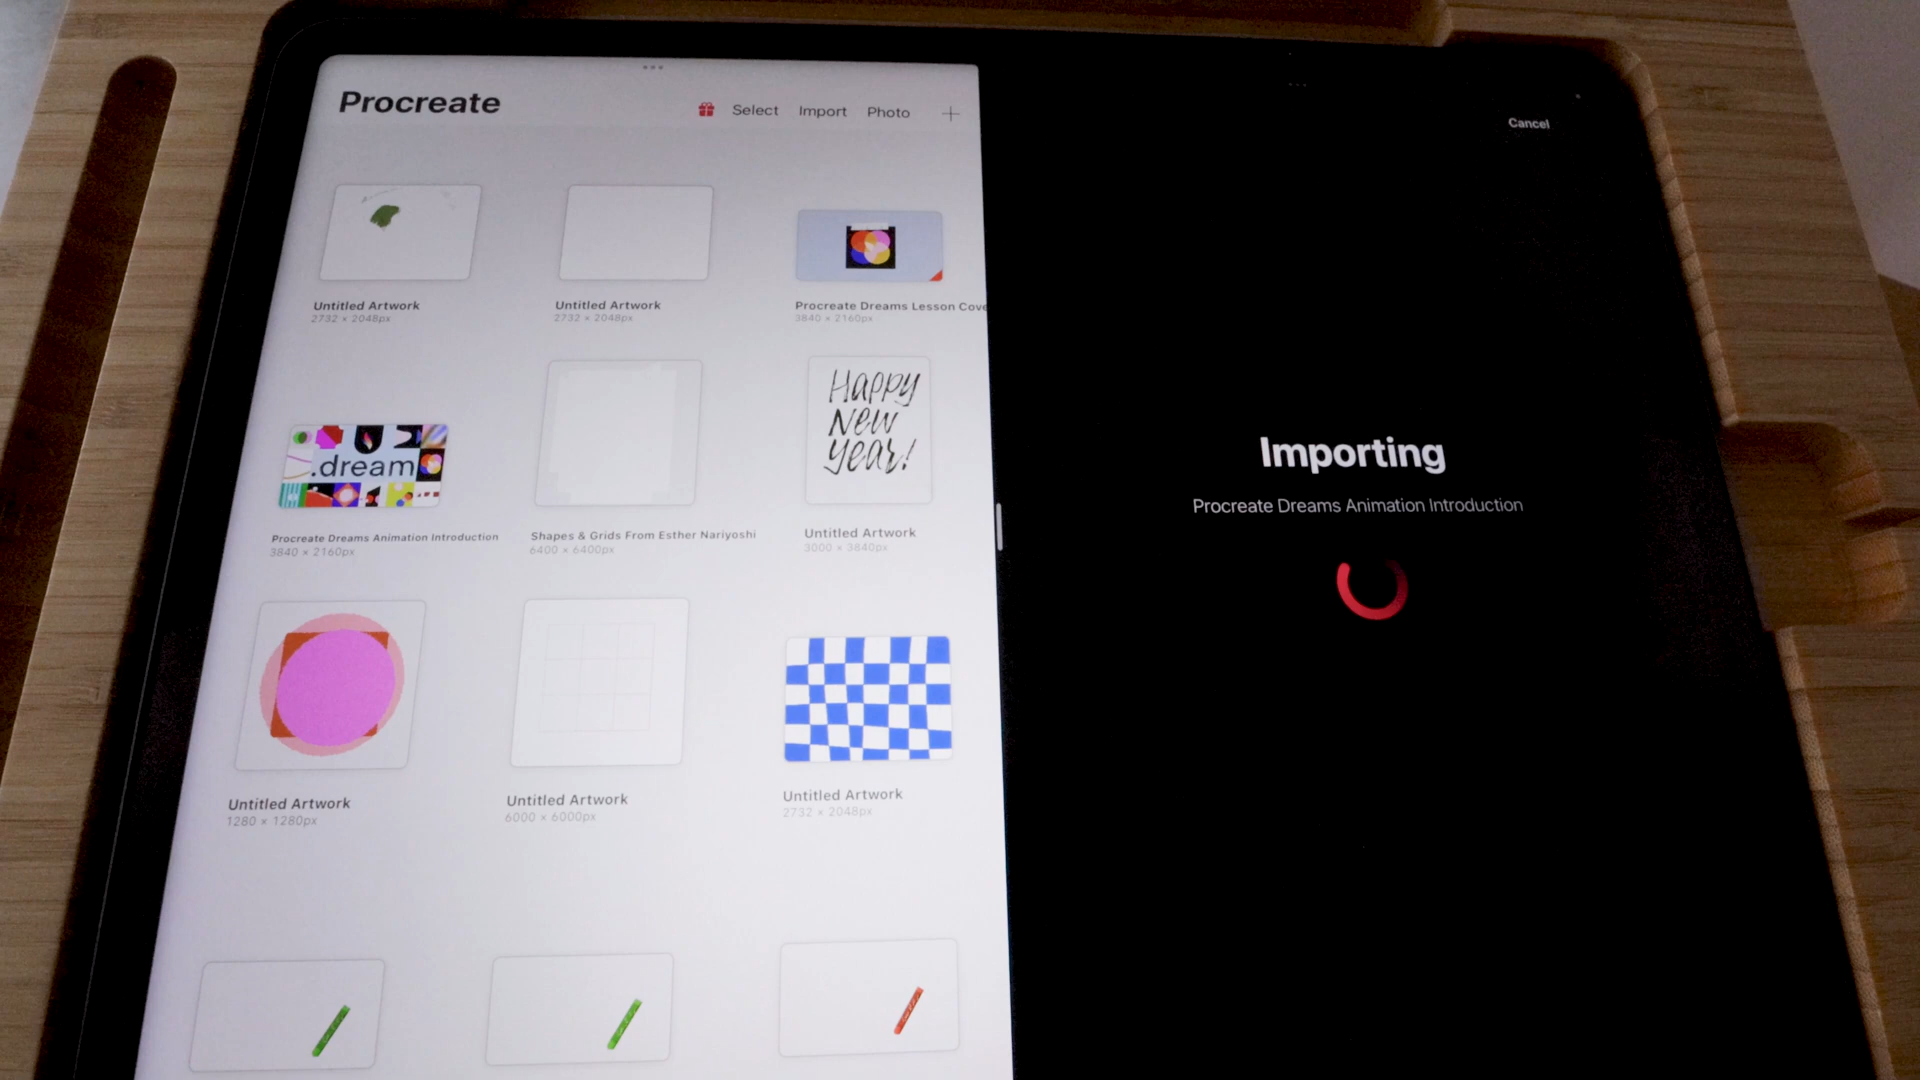 Procreate
Select Import Photo
Cancel
Untitled Artwork
2732 × 2048px
Untitled Artwork
2732 × 2048px
Procreate Dreams Lesson Cove
3840 × 2160px
.dream
Happy
New
Year!
Procreate Dreams Animation Introduction
3840 × 2160px
Shapes & Grids From Esther Nariyoshi
6400 × 6400px
Untitled Artwork
3000 × 3840px
Untitled Artwork
1280 × 1280px
Untitled Artwork
6000 × 6000px
Untitled Artwork
2732 × 2048px
Importing
Procreate Dreams Animation Introduction